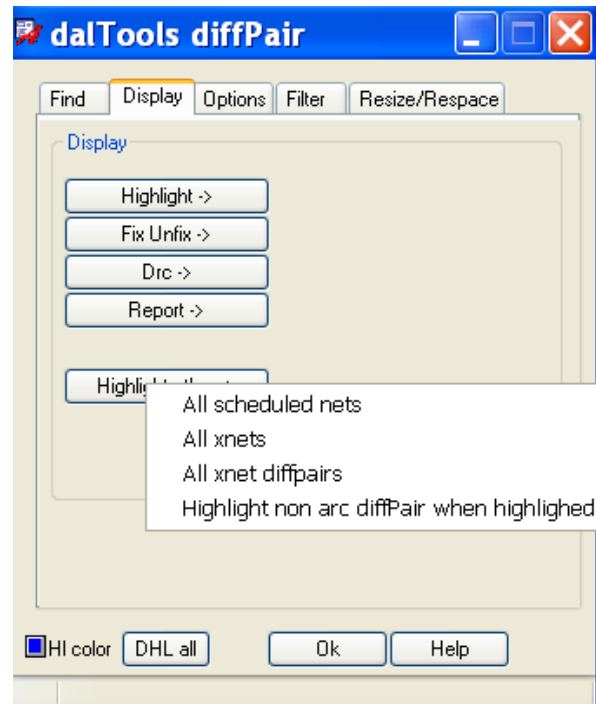 dalTools diffPair
Find Display Options Filter Resize/Respace
Display
Highlight ->
Fix Unfix ->
Drc ->
Report ->
All scheduled nets
All xnets
All xnet diffpairs
Highlight non arc diffPair when highlighed
HI color DHL all Ok Help